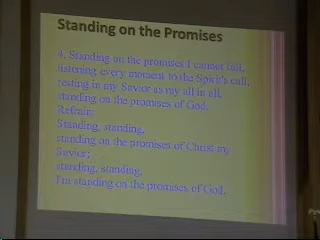 Standing on the Promises
4. Standing on the promises I cannot fall,
listening every moment to the Spirit's call,
resting in my Savior as my all in all,
standing on the promises of God.
Refrain:
Standing, standing,
standing on the promises of Christ my
Savior;
standing, standing,
I'm standing on the promises of God.